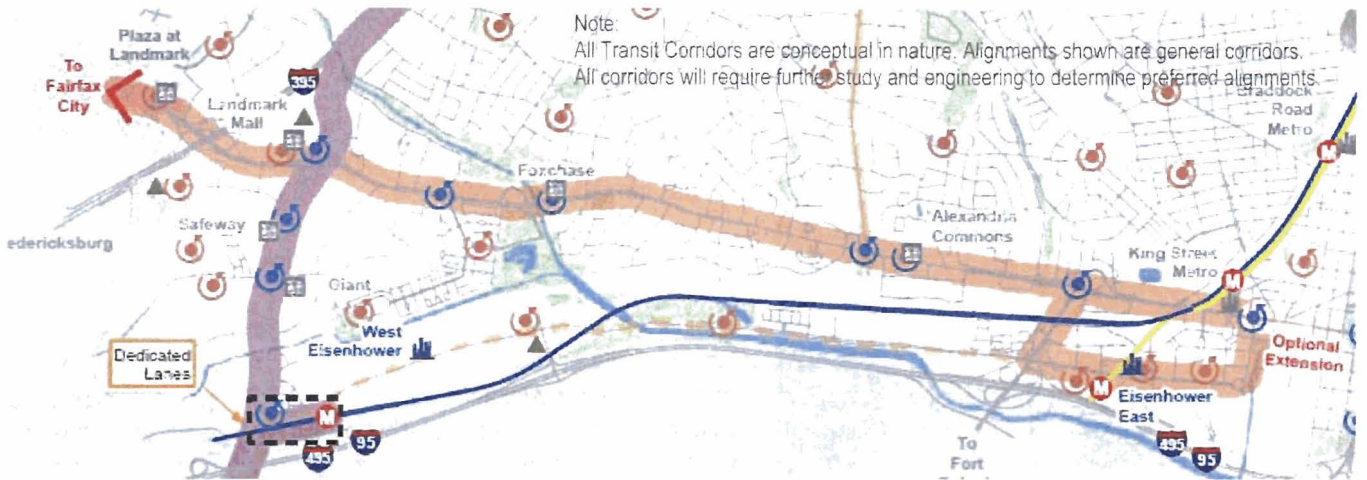 Note:
All Transit Corridors are conceptual in nature. Alignments shown are general corridors.
All corridors will require further study and engineering to determine preferred alignments.
Plaza at
Landmark
To
Fairfax
City
395
Landmark
Mall
Foxchase
Safeway
edericksburg
Giant
West
Eisenhower
Dedicated
Lanes
M
95
495
Alexandria
Commons
King Street
Metro
M
Braddock
Road
Metro
M
Optional
Extension
M
Eisenhower
East
To
Fort
495
95